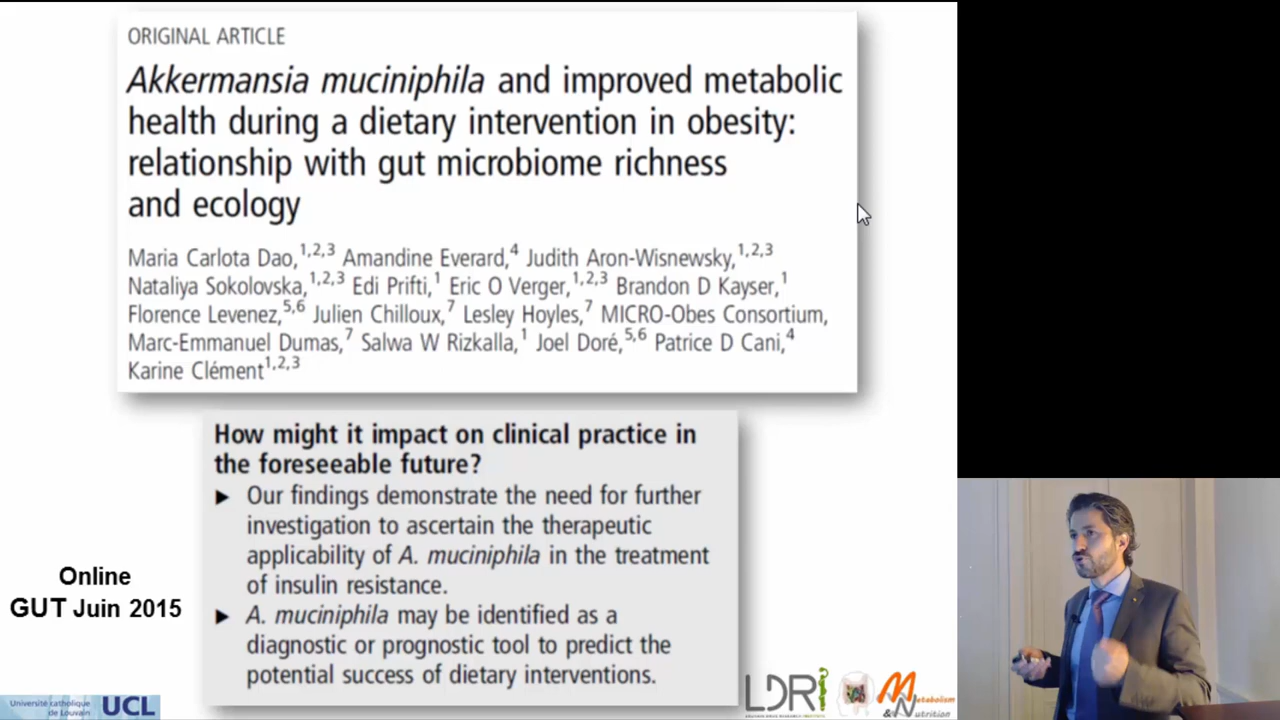 ORIGINAL ARTICLE
Akkermansia muciniphila and improved metabolic
health during a dietary intervention in obesity:
relationship with gut microbiome richness
and ecology
Maria Carlota Dao,1,2,3 Amandine Everard,4 Judith Aron-Wisnewsky,1,2,3
Nataliya Sokolovska,1,2,3 Edi Prifti,1 Eric O Verger,1,2,3 Brandon D Kayser,1
Florence Levenez,5,6 Julien Chilloux,7 Lesley Hoyles,7 MICRO-Obes Consortium,
Marc-Emmanuel Dumas,7 Salwa W Rizkalla,1 Joel Doré,5,6 Patrice D Cani,4
Karine Clément1,2,3
How might it impact on clinical practice in
the foreseeable future?
► Our findings demonstrate the need for further
investigation to ascertain the therapeutic
applicability of A. muciniphila in the treatment
of insulin resistance.
► A. muciniphila may be identified as a
diagnostic or prognostic tool to predict the
potential success of dietary interventions.
Online
GUT Juin 2015
Université catholique
de Louvain
UCL
LDRI
LOUVAIN DRUG RESEARCH INSTITUTE
Metabolism
& Nutrition